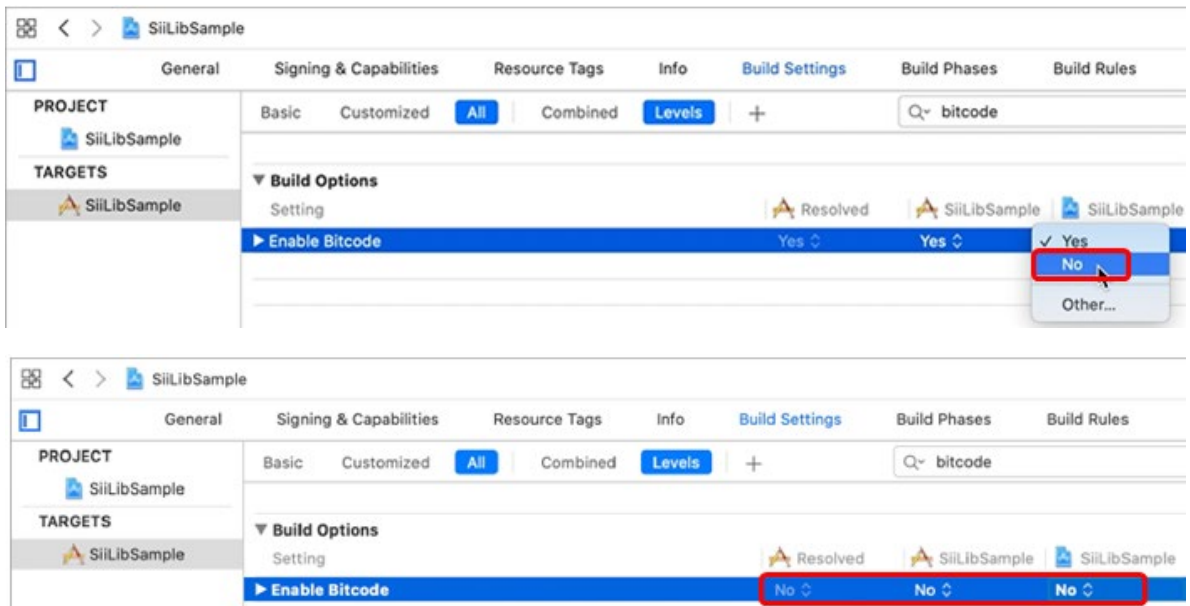 SiiLibSample
General Signing & Capabilities Resource Tags Info Build Settings Build Phases Build Rules
PROJECT Basic Customized All Combined Levels + bitcode
SiiLibSample
TARGETS
Build Options
SiiLibSample Setting Resolved SiiLibSample SiiLibSample
Enable Bitcode Yes Yes ✓ Yes
No
Other...
SiiLibSample
General Signing & Capabilities Resource Tags Info Build Settings Build Phases Build Rules
PROJECT Basic Customized All Combined Levels + bitcode
SiiLibSample
TARGETS
Build Options
SiiLibSample Setting Resolved SiiLibSample SiiLibSample
Enable Bitcode No No No